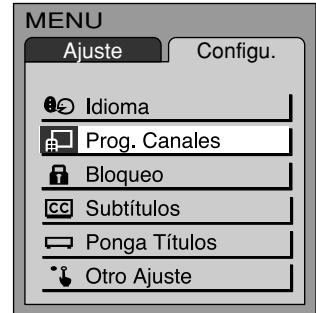 MENU
Ajuste Configu.
Idioma
Prog. Canales
Bloqueo
CC Subtítulos
Ponga Títulos
Otro Ajuste